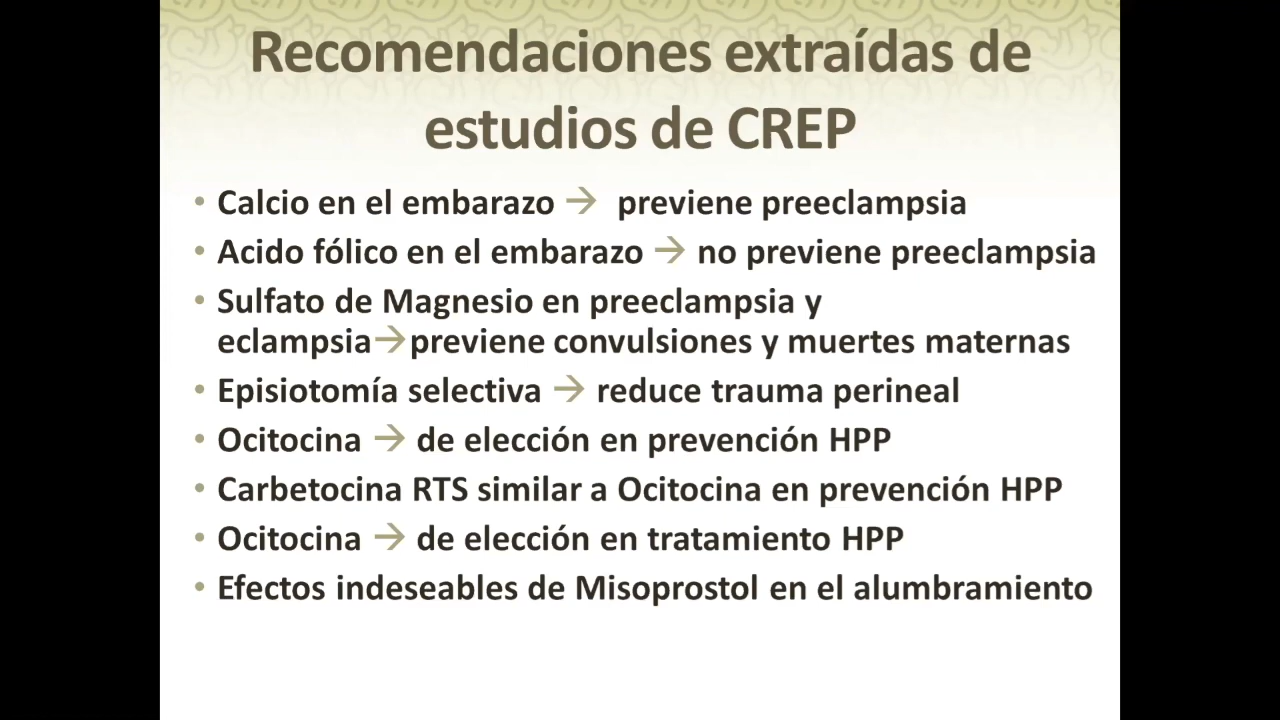 Recomendaciones extraídas de
estudios de CREP
• Calcio en el embarazo → previene preeclampsia
• Acido fólico en el embarazo → no previene preeclampsia
• Sulfato de Magnesio en preeclampsia y
eclampsia→previene convulsiones y muertes maternas
• Episiotomía selectiva → reduce trauma perineal
• Ocitocina → de elección en prevención HPP
• Carbetocina RTS similar a Ocitocina en prevención HPP
• Ocitocina → de elección en tratamiento HPP
• Efectos indeseables de Misoprostol en el alumbramiento